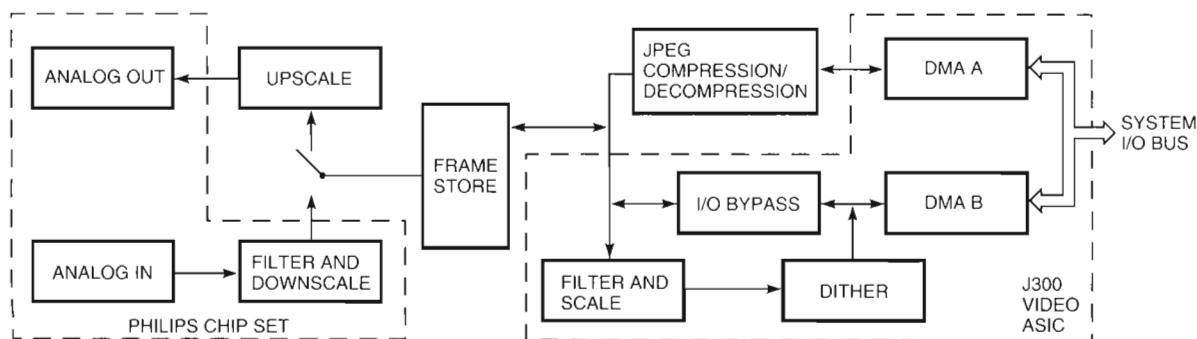 ANALOG OUT
UPSCALE
JPEG
COMPRESSION/
DECOMPRESSION
DMA A
SYSTEM
I/O BUS
FRAME
STORE
I/O BYPASS
DMA B
ANALOG IN
FILTER AND
DOWNSCALE
FILTER AND
SCALE
DITHER
J300
VIDEO
ASIC
PHILIPS CHIP SET